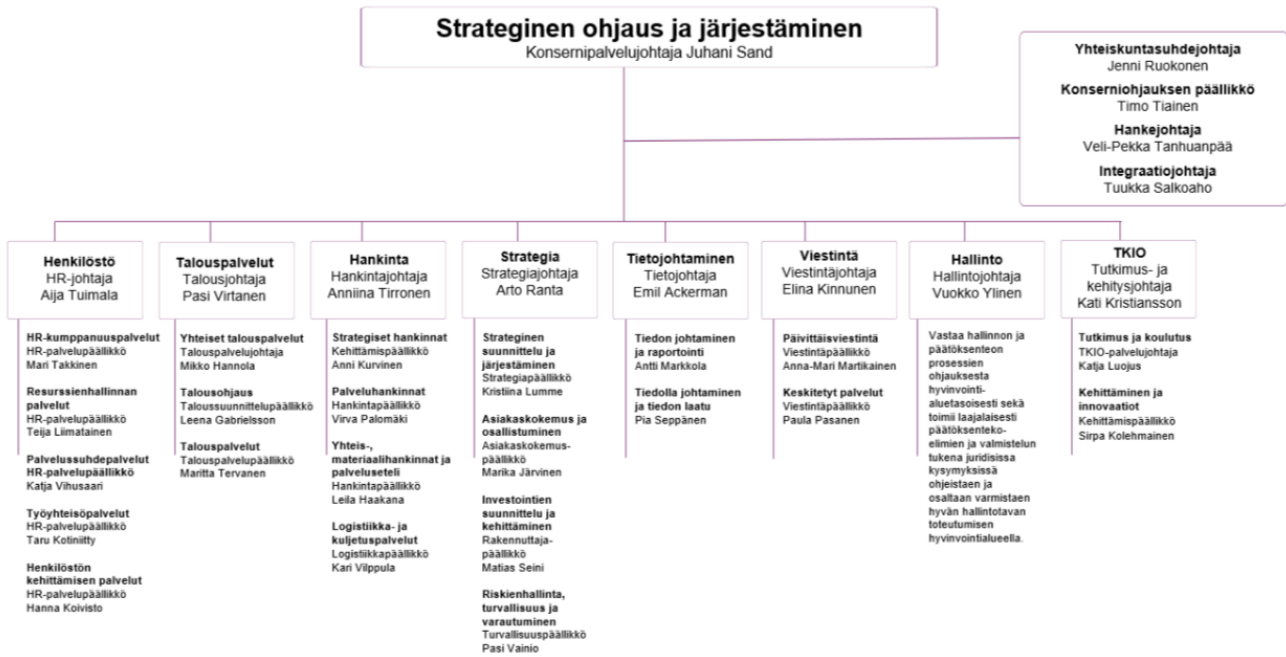 Strateginen ohjaus ja järjestäminen
Konsernipalvelujohtaja Juhani Sand
Yhteiskuntasuhdejohtaja
Jenni Ruokonen
Konserniohjauksen päällikkö
Timo Tiainen
Hankejohtaja
Veli-Pekka Tanhuanpää
Integraatiojohtaja
Tuukka Salkoaho
Henkilöstö
HR-johtaja
Aija Tuimala
HR-kumppanuuspalvelut
HR-palvelupäällikkö
Mari Takkinen
Resurssienhallinnan
palvelut
HR-palvelupäällikkö
Teija Liimatainen
Palvelussuhdepalvelut
HR-palvelupäällikkö
Katja Vihusaari
Työyhteisöpalvelut
HR-palvelupäällikkö
Taru Kotiniitty
Henkilöstön
kehittämisen palvelut
HR-palvelupäällikkö
Hanna Koivisto
Talouspalvelut
Talousjohtaja
Pasi Virtanen
Yhteiset talouspalvelut
Talouspalvelujohtaja
Mikko Hannola
Talousohjaus
Taloussuunnittelupäällikkö
Leena Gabrielsson
Talouspalvelut
Talouspalvelupäällikkö
Maritta Tervanen
Hankinta
Hankintajohtaja
Anniina Tirronen
Strategiset hankinnat
Kehittämispäällikkö
Anni Kurvinen
Palveluhankinnat
Hankintapäällikkö
Virva Palomäki
Yhteis-,
materiaalihankinnat ja
palveluseteli
Hankintapäällikkö
Leila Haakana
Logistiikka- ja
kuljetuspalvelut
Logistiikkapäällikkö
Kari Vilppula
Strategia
Strategiajohtaja
Arto Ranta
Strateginen
suunnittelu ja
järjestäminen
Strategiapäällikkö
Kristiina Lumme
Asiakaskokemus ja
osallistuminen
Asiakaskokemus-
päällikkö
Marika Järvinen
Investointien
suunnittelu ja
kehittäminen
Rakennuttaja-
päällikkö
Matias Seini
Riskienhallinta,
turvallisuus ja
varautuminen
Turvallisuuspäällikkö
Pasi Vainio
Tietojohtaminen
Tietojohtaja
Emil Ackerman
Tiedon johtaminen
ja raportointi
Antti Markkola
Tiedolla johtaminen
ja tiedon laatu
Pia Seppänen
Viestintä
Viestintäjohtaja
Elina Kinnunen
Päivittäisviestintä
Viestintäpäällikkö
Anna-Mari Martikainen
Keskitetyt palvelut
Viestintäpäällikkö
Paula Pasanen
Hallinto
Hallintojohtaja
Vuokko Ylinen
Vastaa hallinnon ja
päätöksenteon
prosessien
ohjauksesta
hyvinvointi-
aluetasoisesti sekä
toimii laajalaisesti
päätöksenteko-
elimien ja valmistelun
tukena juridisissa
kysymyksissä
ohjeistaen ja
osaltaan varmistaen
hyvän hallintotavan
toteutumisen
hyvinvointialueella.
TKIO
Tutkimus- ja
kehitysjohtaja
Kati Kristiansson
Tutkimus ja koulutus
TKIO-palvelujohtaja
Katja Luojus
Kehittäminen ja
innovaatiot
Kehittämispäällikkö
Sirpa Kolehmainen